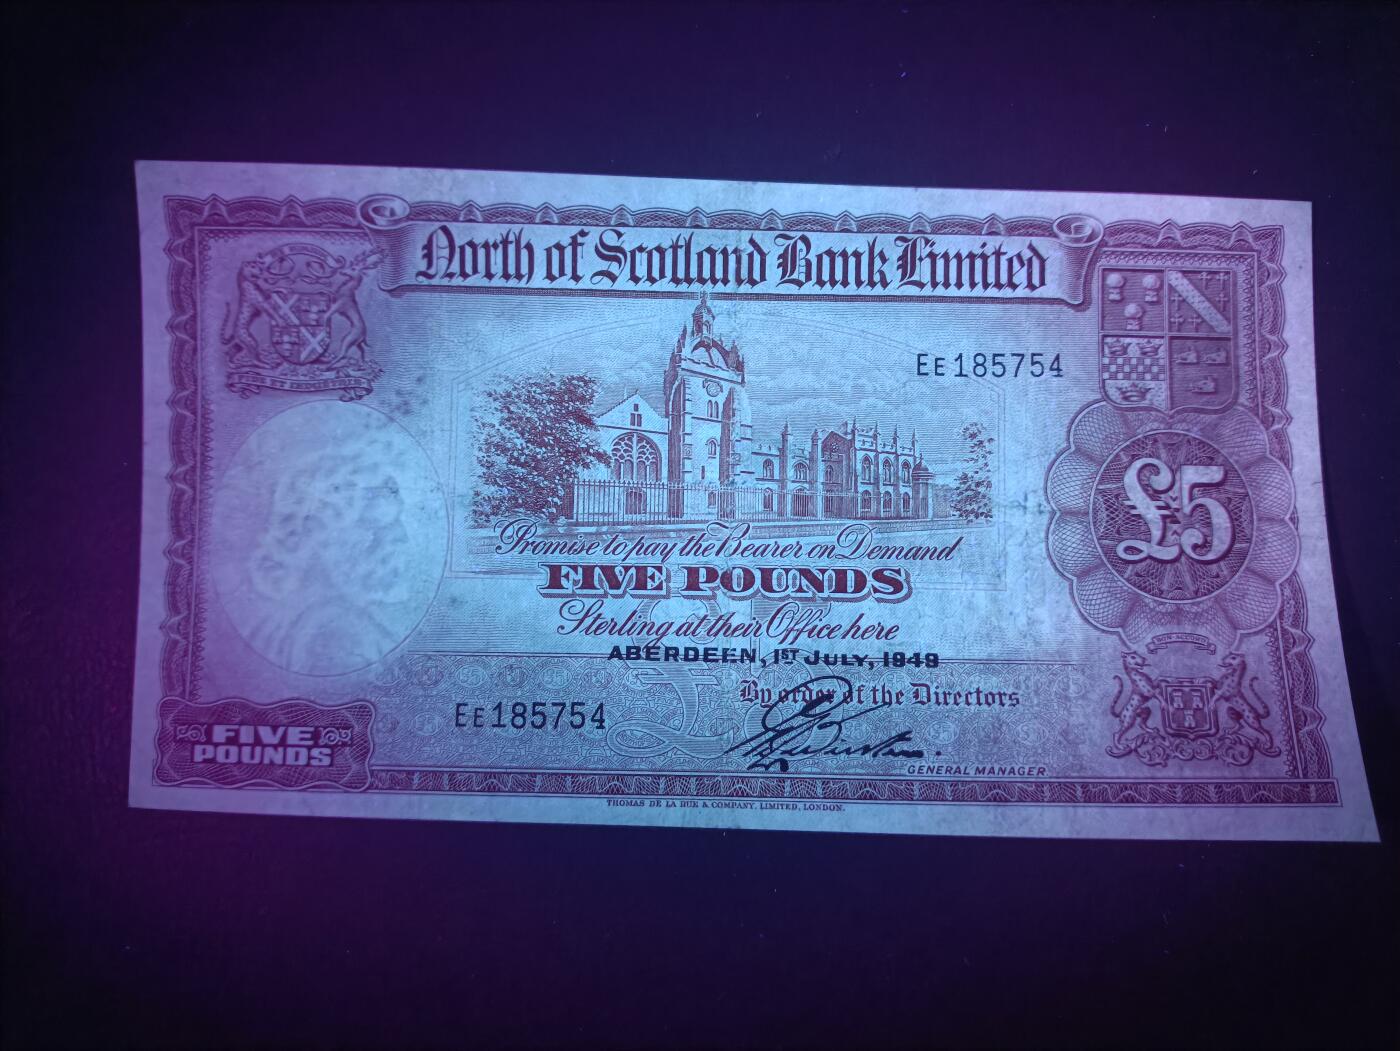 North of Scotland Bank Limited
EE185754
£5
Promise to pay the Bearer on Demand
FIVE POUNDS
Sterling at their Office here
ABERDEEN, 1ST JULY, 1949
BON·ACCORD
EE185754
By order of the Directors
FIVE
POUNDS
GENERAL MANAGER
THOMAS DE LA RUE & COMPANY, LIMITED, LONDON.